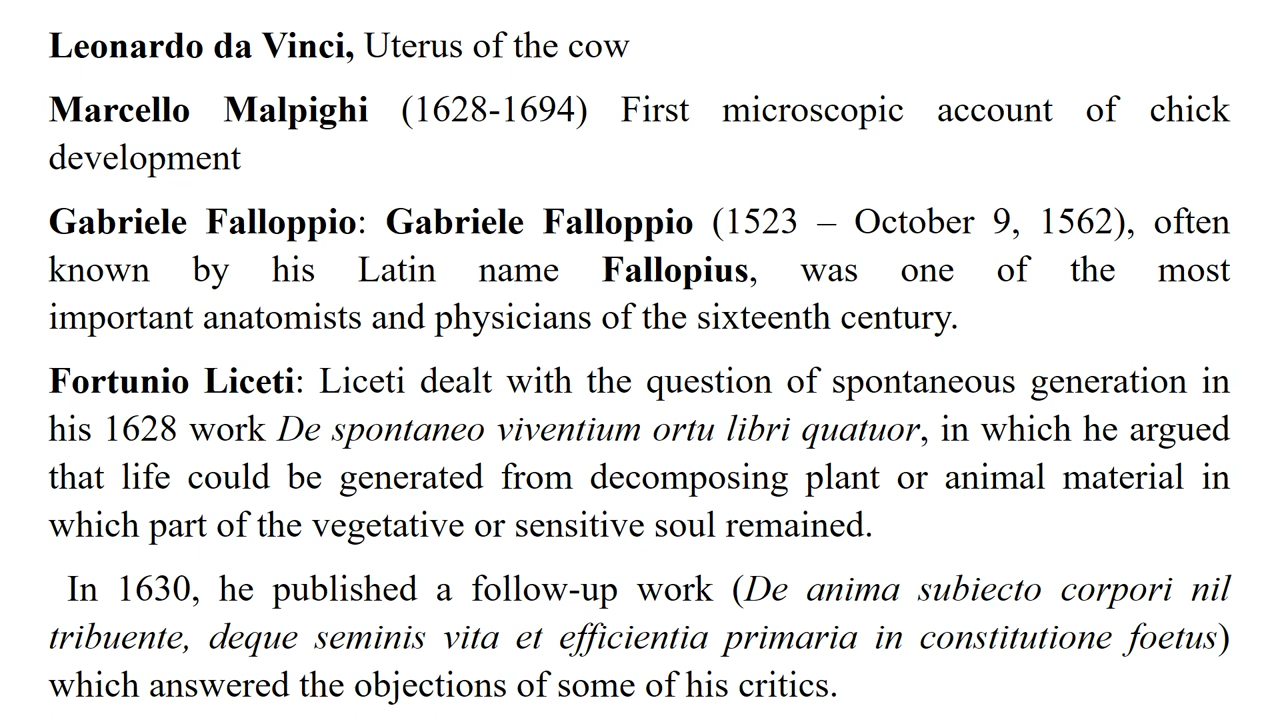 Leonardo da Vinci, Uterus of the cow
Marcello Malpighi (1628-1694) First microscopic account of chick
development
Gabriele Falloppio: Gabriele Falloppio (1523 – October 9, 1562), often
known by his Latin name Fallopius, was one of the most
important anatomists and physicians of the sixteenth century.
Fortunio Liceti: Liceti dealt with the question of spontaneous generation in
his 1628 work De spontaneo viventium ortu libri quatuor, in which he argued
that life could be generated from decomposing plant or animal material in
which part of the vegetative or sensitive soul remained.
In 1630, he published a follow-up work (De anima subiecto corpori nil
tribuente, deque seminis vita et efficientia primaria in constitutione foetus)
which answered the objections of some of his critics.